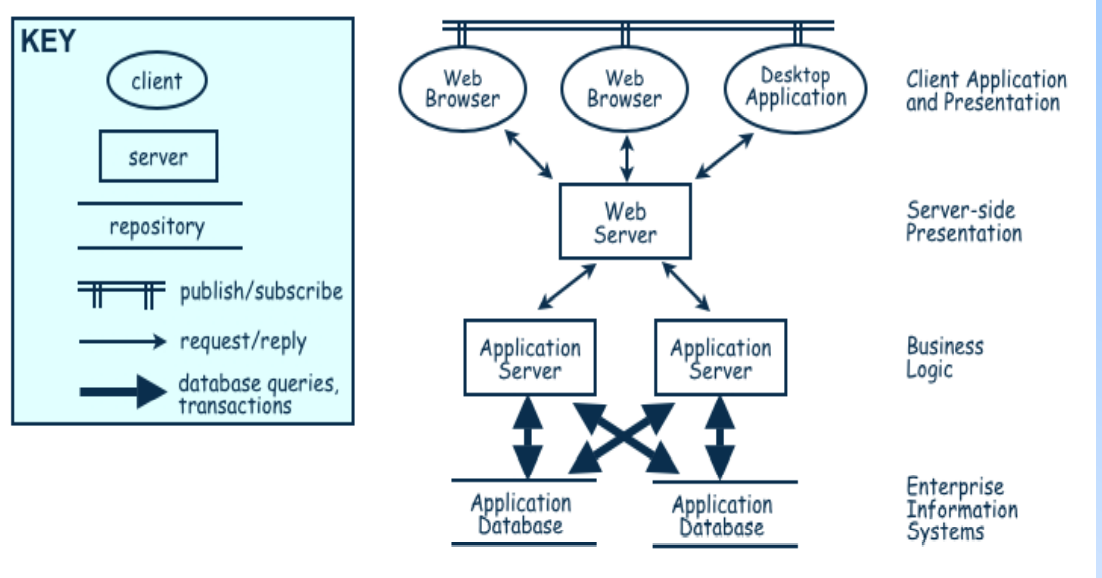 KEY
client
server
repository
publish/subscribe
request/reply
database queries,
transactions
Web
Browser
Web
Browser
Desktop
Application
Client Application
and Presentation
Web
Server
Server-side
Presentation
Application
Server
Application
Server
Business
Logic
Application
Database
Application
Database
Enterprise
Information
Systems